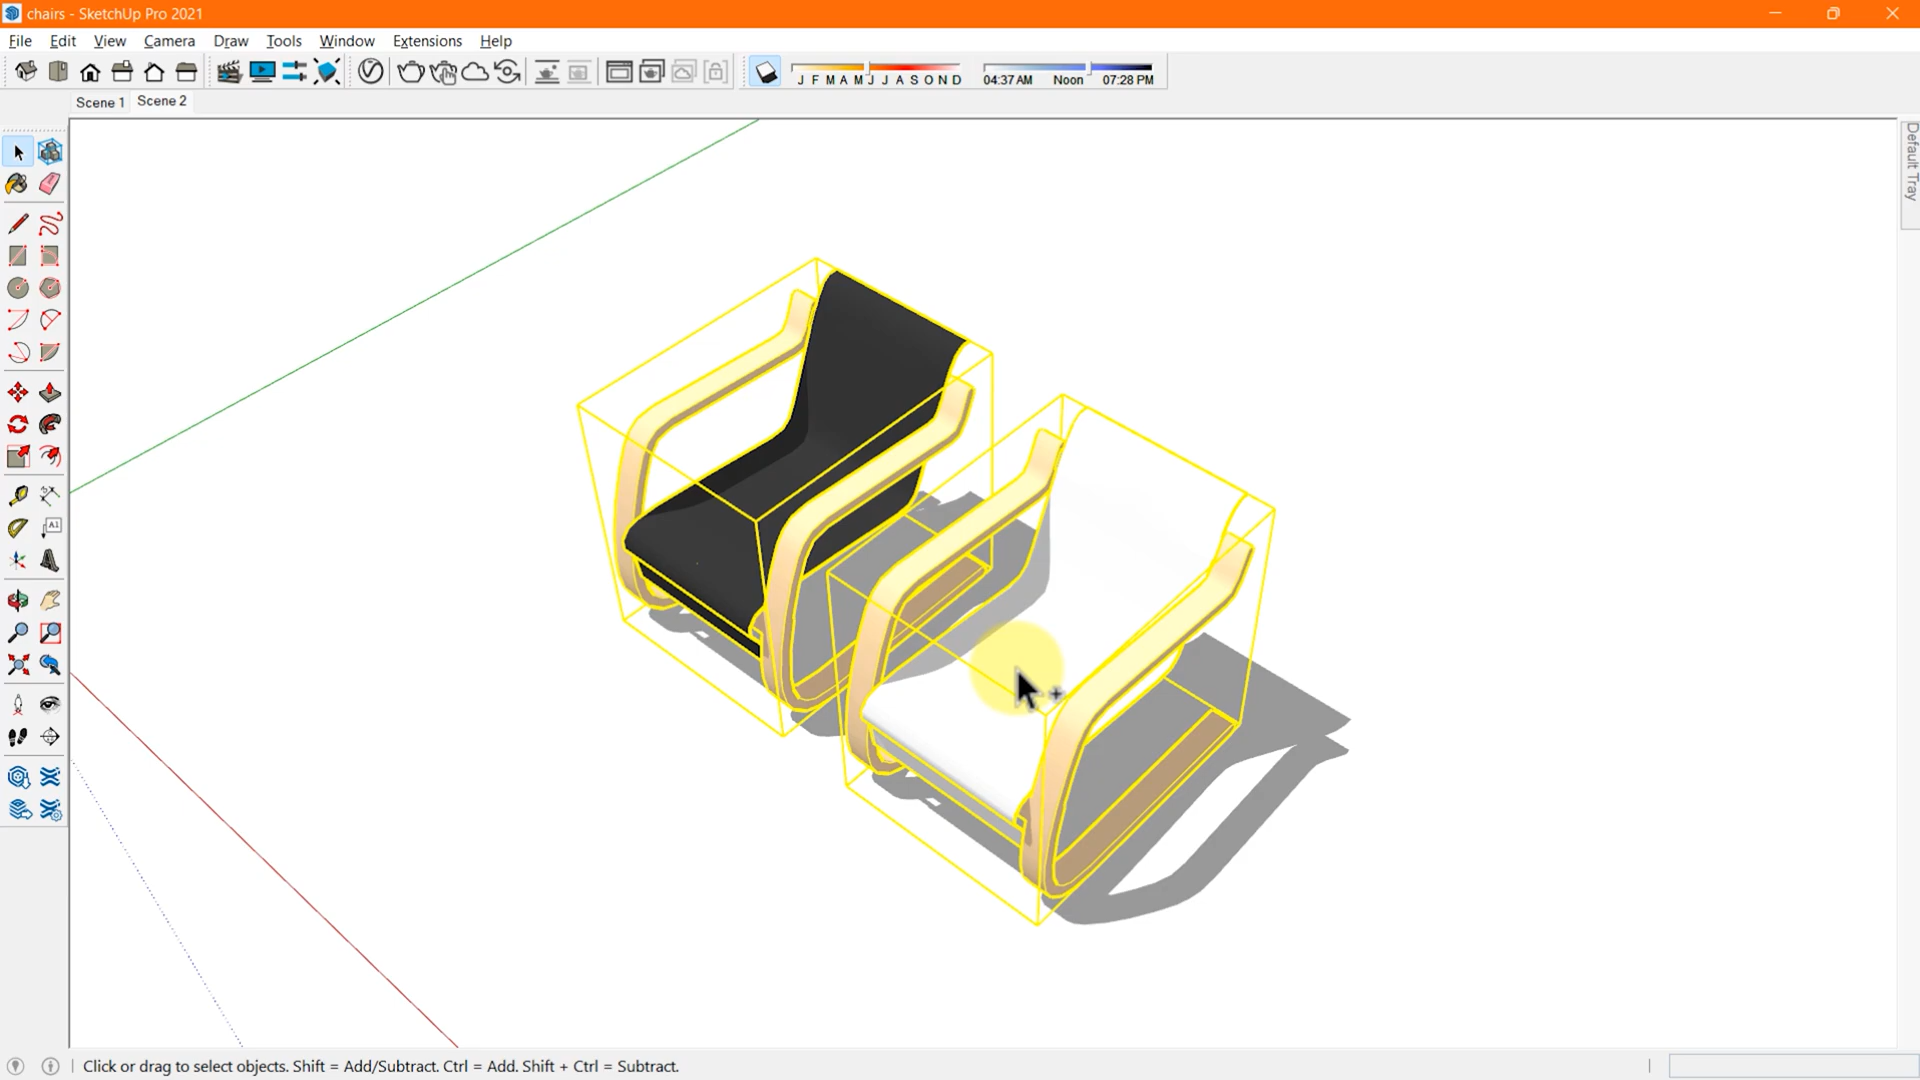 chairs - SketchUp Pro 2021
File Edit View Camera Draw Tools Window Extensions Help
J F M A M J J A S O N D 04:37 AM Noon 07:28 PM
Scene 1 Scene 2
Default Tray
A1
Click or drag to select objects. Shift = Add/Subtract. Ctrl = Add. Shift + Ctrl = Subtract.